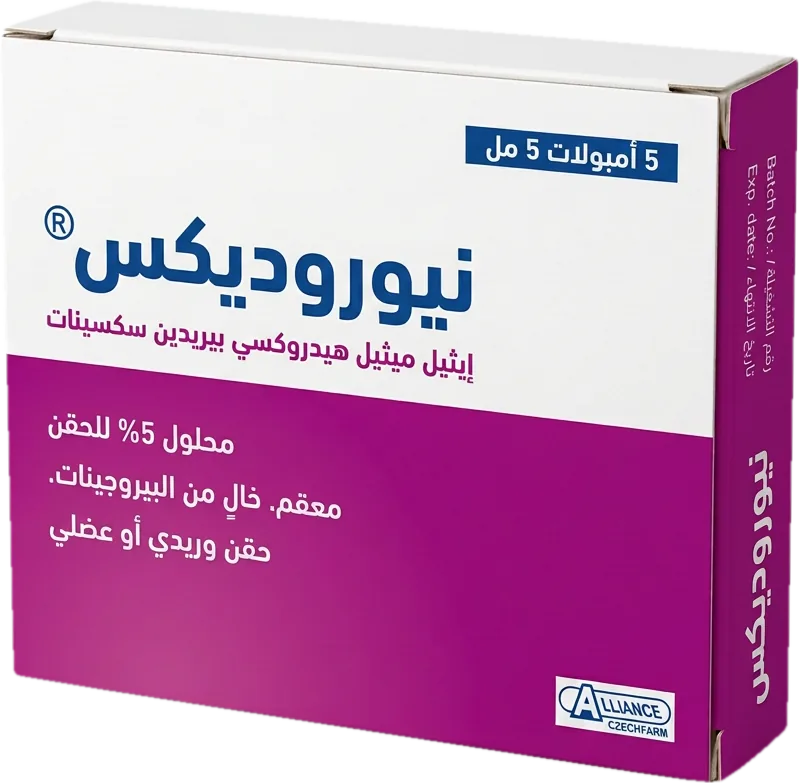 5 أمبولات 5 مل
نيوروديكس®
إيثيل ميثيل هيدروكسي بيريدين سكسينات
محلول 5% للحقن
معقم. خالٍ من البيروجينات.
حقن وريدي أو عضلي
ALLIANCE
CZECHFARM
Batch No.: / رقم التشغيلة
Exp. date: / تاريخ الانتهاء